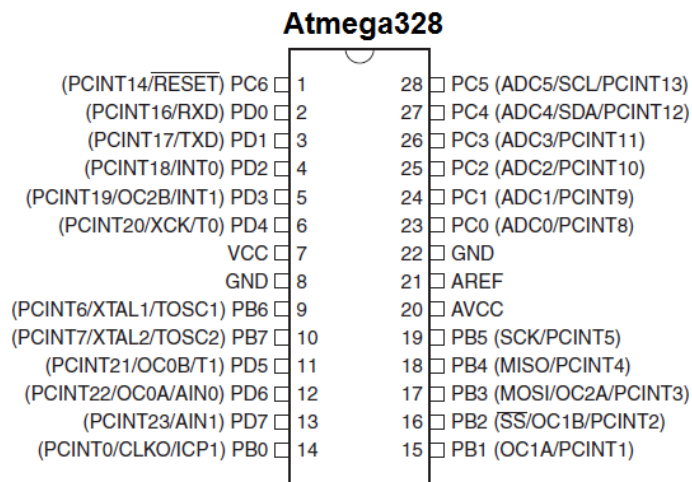 Atmega328
(PCINT14/RESET) PC6 1 28 PC5 (ADC5/SCL/PCINT13)
(PCINT16/RXD) PD0 2 27 PC4 (ADC4/SDA/PCINT12)
(PCINT17/TXD) PD1 3 26 PC3 (ADC3/PCINT11)
(PCINT18/INT0) PD2 4 25 PC2 (ADC2/PCINT10)
(PCINT19/OC2B/INT1) PD3 5 24 PC1 (ADC1/PCINT9)
(PCINT20/XCK/T0) PD4 6 23 PC0 (ADC0/PCINT8)
VCC 7 22 GND
GND 8 21 AREF
(PCINT6/XTAL1/TOSC1) PB6 9 20 AVCC
(PCINT7/XTAL2/TOSC2) PB7 10 19 PB5 (SCK/PCINT5)
(PCINT21/OC0B/T1) PD5 11 18 PB4 (MISO/PCINT4)
(PCINT22/OC0A/AIN0) PD6 12 17 PB3 (MOSI/OC2A/PCINT3)
(PCINT23/AIN1) PD7 13 16 PB2 (SS/OC1B/PCINT2)
(PCINT0/CLKO/ICP1) PB0 14 15 PB1 (OC1A/PCINT1)